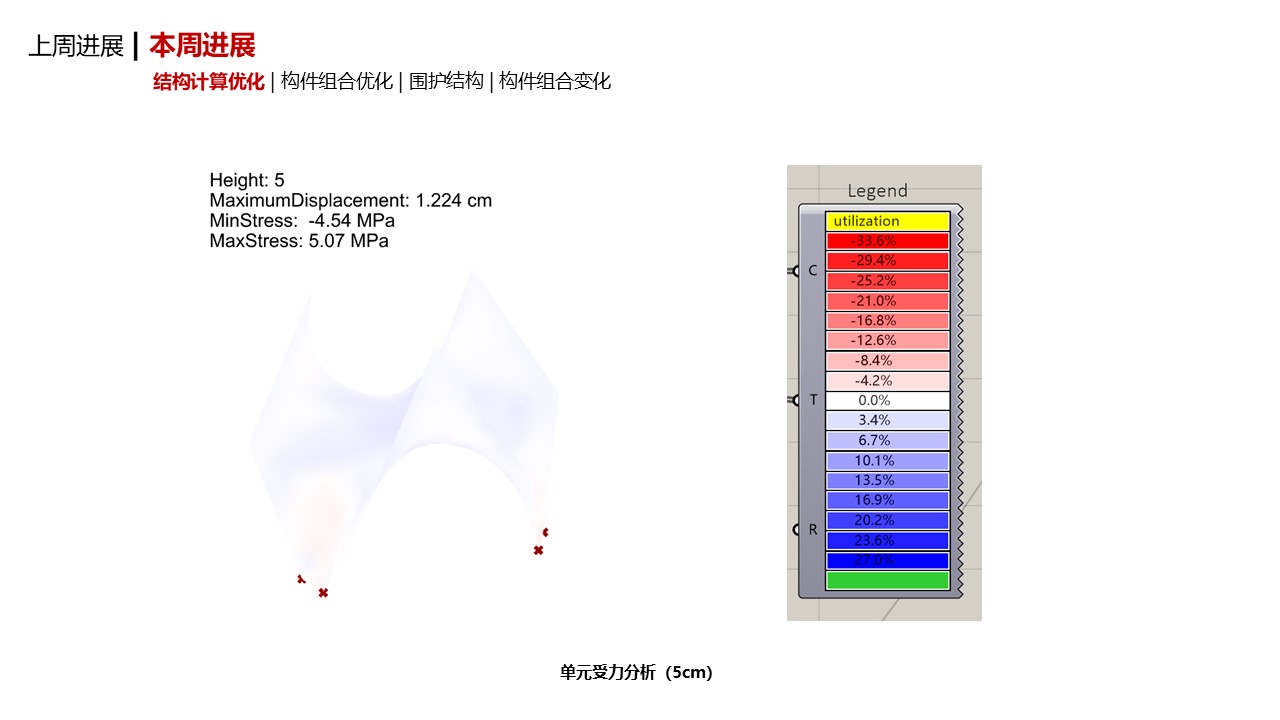 上周进展 | 本周进展
结构计算优化 | 构件组合优化 | 围护结构 | 构件组合变化
Height: 5
MaximumDisplacement: 1.224 cm
MinStress:  -4.54 MPa
MaxStress: 5.07 MPa
Legend
utilization
-33.6%
-29.4%
C
-25.2%
-21.0%
-16.8%
-12.6%
-8.4%
-4.2%
T
0.0%
3.4%
6.7%
10.1%
13.5%
16.9%
20.2%
R
23.6%
27.0%
单元受力分析（5cm）